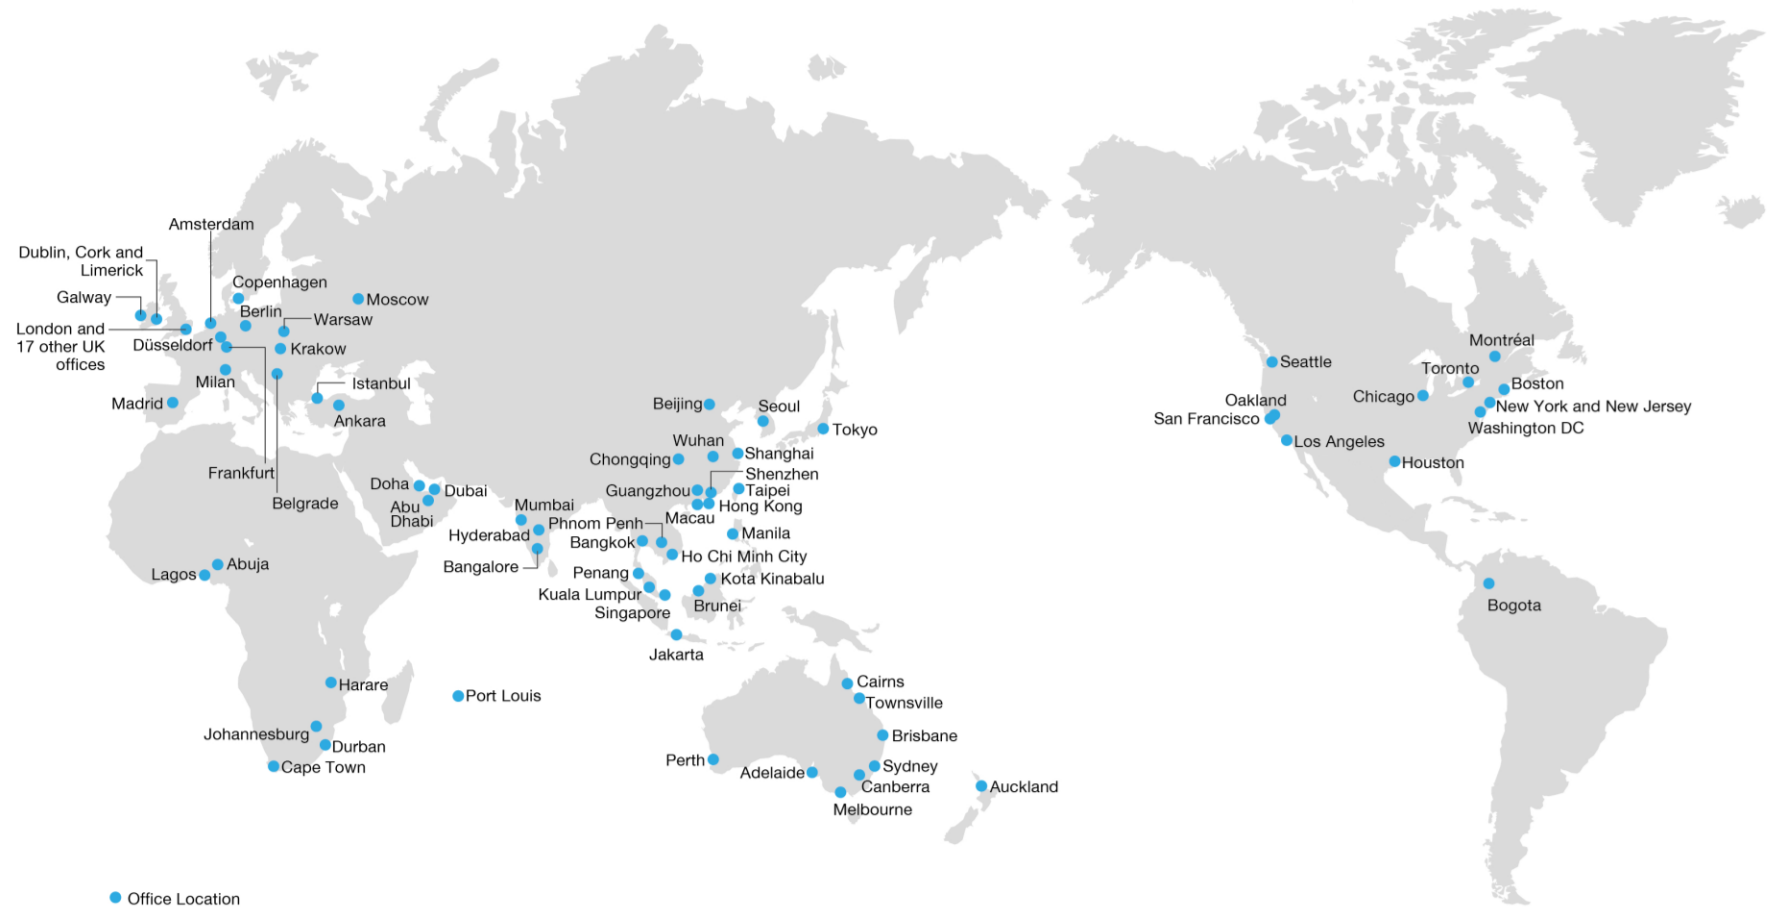 Amsterdam
Dublin, Cork and
Limerick
Galway
London and
17 other UK
offices
Copenhagen
Berlin
Moscow
Warsaw
Düsseldorf
Krakow
Milan
Istanbul
Madrid
Ankara
Frankfurt
Belgrade
Doha
Dubai
Abu
Dhabi
Lagos
Abuja
Harare
Port Louis
Johannesburg
Durban
Cape Town
Beijing
Seoul
Tokyo
Wuhan
Chongqing
Shanghai
Shenzhen
Guangzhou
Taipei
Hong Kong
Macau
Mumbai
Hyderabad
Bangalore
Phnom Penh
Bangkok
Manila
Ho Chi Minh City
Penang
Kota Kinabalu
Kuala Lumpur
Singapore
Brunei
Jakarta
Cairns
Townsville
Brisbane
Perth
Adelaide
Sydney
Canberra
Melbourne
Auckland
Seattle
Oakland
San Francisco
Los Angeles
Houston
Chicago
Toronto
Montréal
Boston
New York and New Jersey
Washington DC
Bogota
Office Location